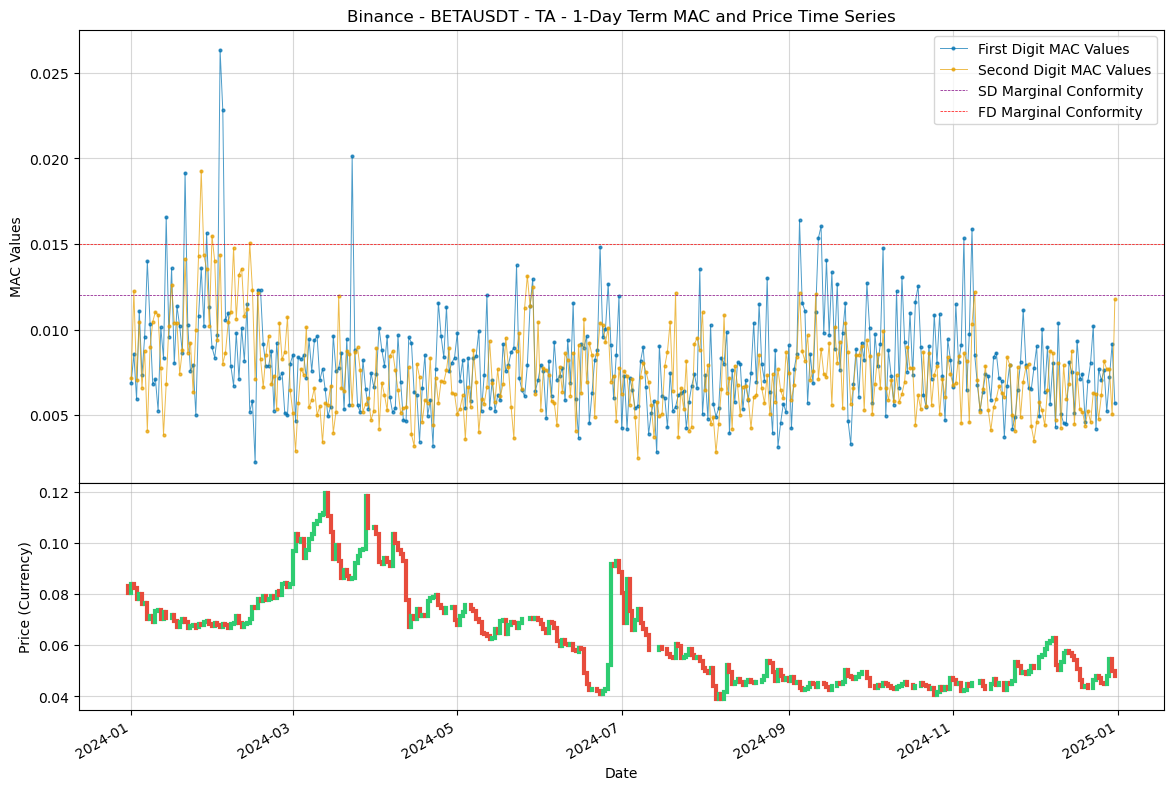 Binance - BETAUSDT - TA - 1-Day Term MAC and Price Time Series
First Digit MAC Values
Second Digit MAC Values
SD Marginal Conformity
FD Marginal Conformity
MAC Values
0.025
0.020
0.015
0.010
0.005
Price (Currency)
0.12
0.10
0.08
0.06
0.04
2024-01
2024-03
2024-05
2024-07
2024-09
2024-11
2025-01
Date